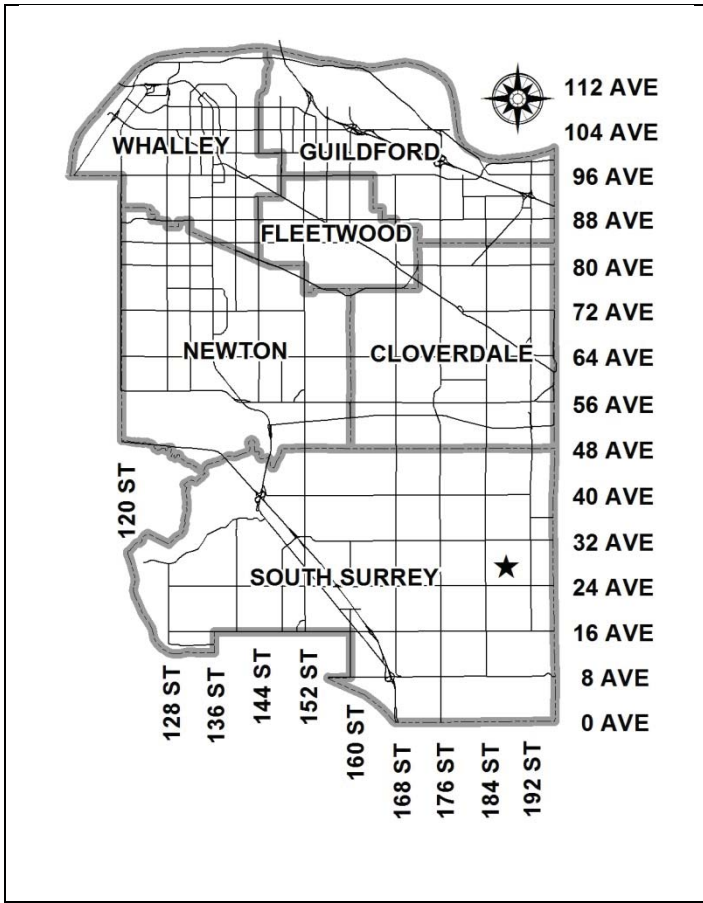 112 AVE
104 AVE
WHALLEY
GUILDFORD
96 AVE
88 AVE
FLEETWOOD
80 AVE
72 AVE
NEWTON
CLOVERDALE
64 AVE
56 AVE
48 AVE
120 ST
40 AVE
32 AVE
SOUTH SURREY
24 AVE
16 AVE
128 ST
136 ST
144 ST
152 ST
160 ST
168 ST
176 ST
184 ST
192 ST
8 AVE
0 AVE